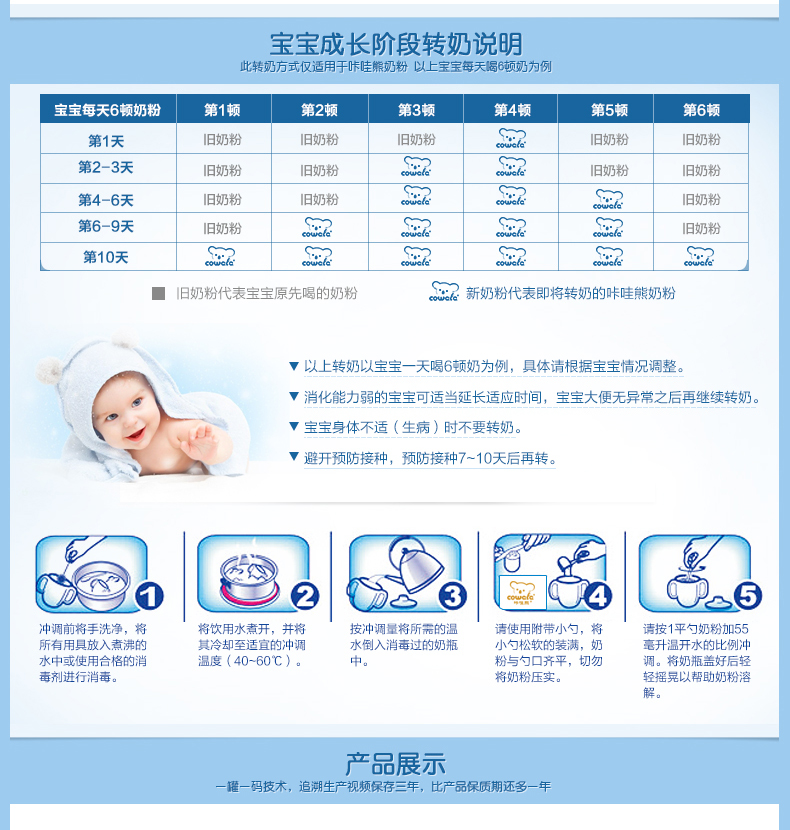 宝宝成长阶段转奶说明
此转奶方式仅适用于咔哇熊奶粉 以上宝宝每天喝6顿奶为例
宝宝每天6顿奶粉 第1顿 第2顿 第3顿 第4顿 第5顿 第6顿
第1天 旧奶粉 旧奶粉 旧奶粉 cowala 旧奶粉 旧奶粉
第2-3天 旧奶粉 旧奶粉 cowala cowala 旧奶粉 旧奶粉
第4-6天 旧奶粉 旧奶粉 cowala cowala cowala 旧奶粉
第6-9天 旧奶粉 cowala cowala cowala cowala 旧奶粉
第10天 cowala cowala cowala cowala cowala cowala
旧奶粉代表宝宝原先喝的奶粉 cowala 新奶粉代表即将转奶的咔哇熊奶粉
▼以上转奶以宝宝一天喝6顿奶为例，具体请根据宝宝情况调整。
▼消化能力弱的宝宝可适当延长适应时间，宝宝大便无异常之后再继续转奶。
▼宝宝身体不适（生病）时不要转奶。
▼避开预防接种，预防接种7~10天后再转。
1
冲调前将手洗净，将
所有用具放入煮沸的
水中或使用合格的消
毒剂进行消毒。
2
将饮用水煮开，并将
其冷却至适宜的冲调
温度（40~60℃）。
3
按冲调量将所需的温
水倒入消毒过的奶瓶
中。
cowala
4
请使用附带小勺，将
小勺松软的装满，奶
粉与勺口齐平，切勿
将奶粉压实。
5
请按1平勺奶粉加55
毫升温开水的比例冲
调。将奶瓶盖好后轻
轻摇晃以帮助奶粉溶
解。
产品展示
一罐一码技术，追溯生产视频保存三年，比产品保质期还多一年